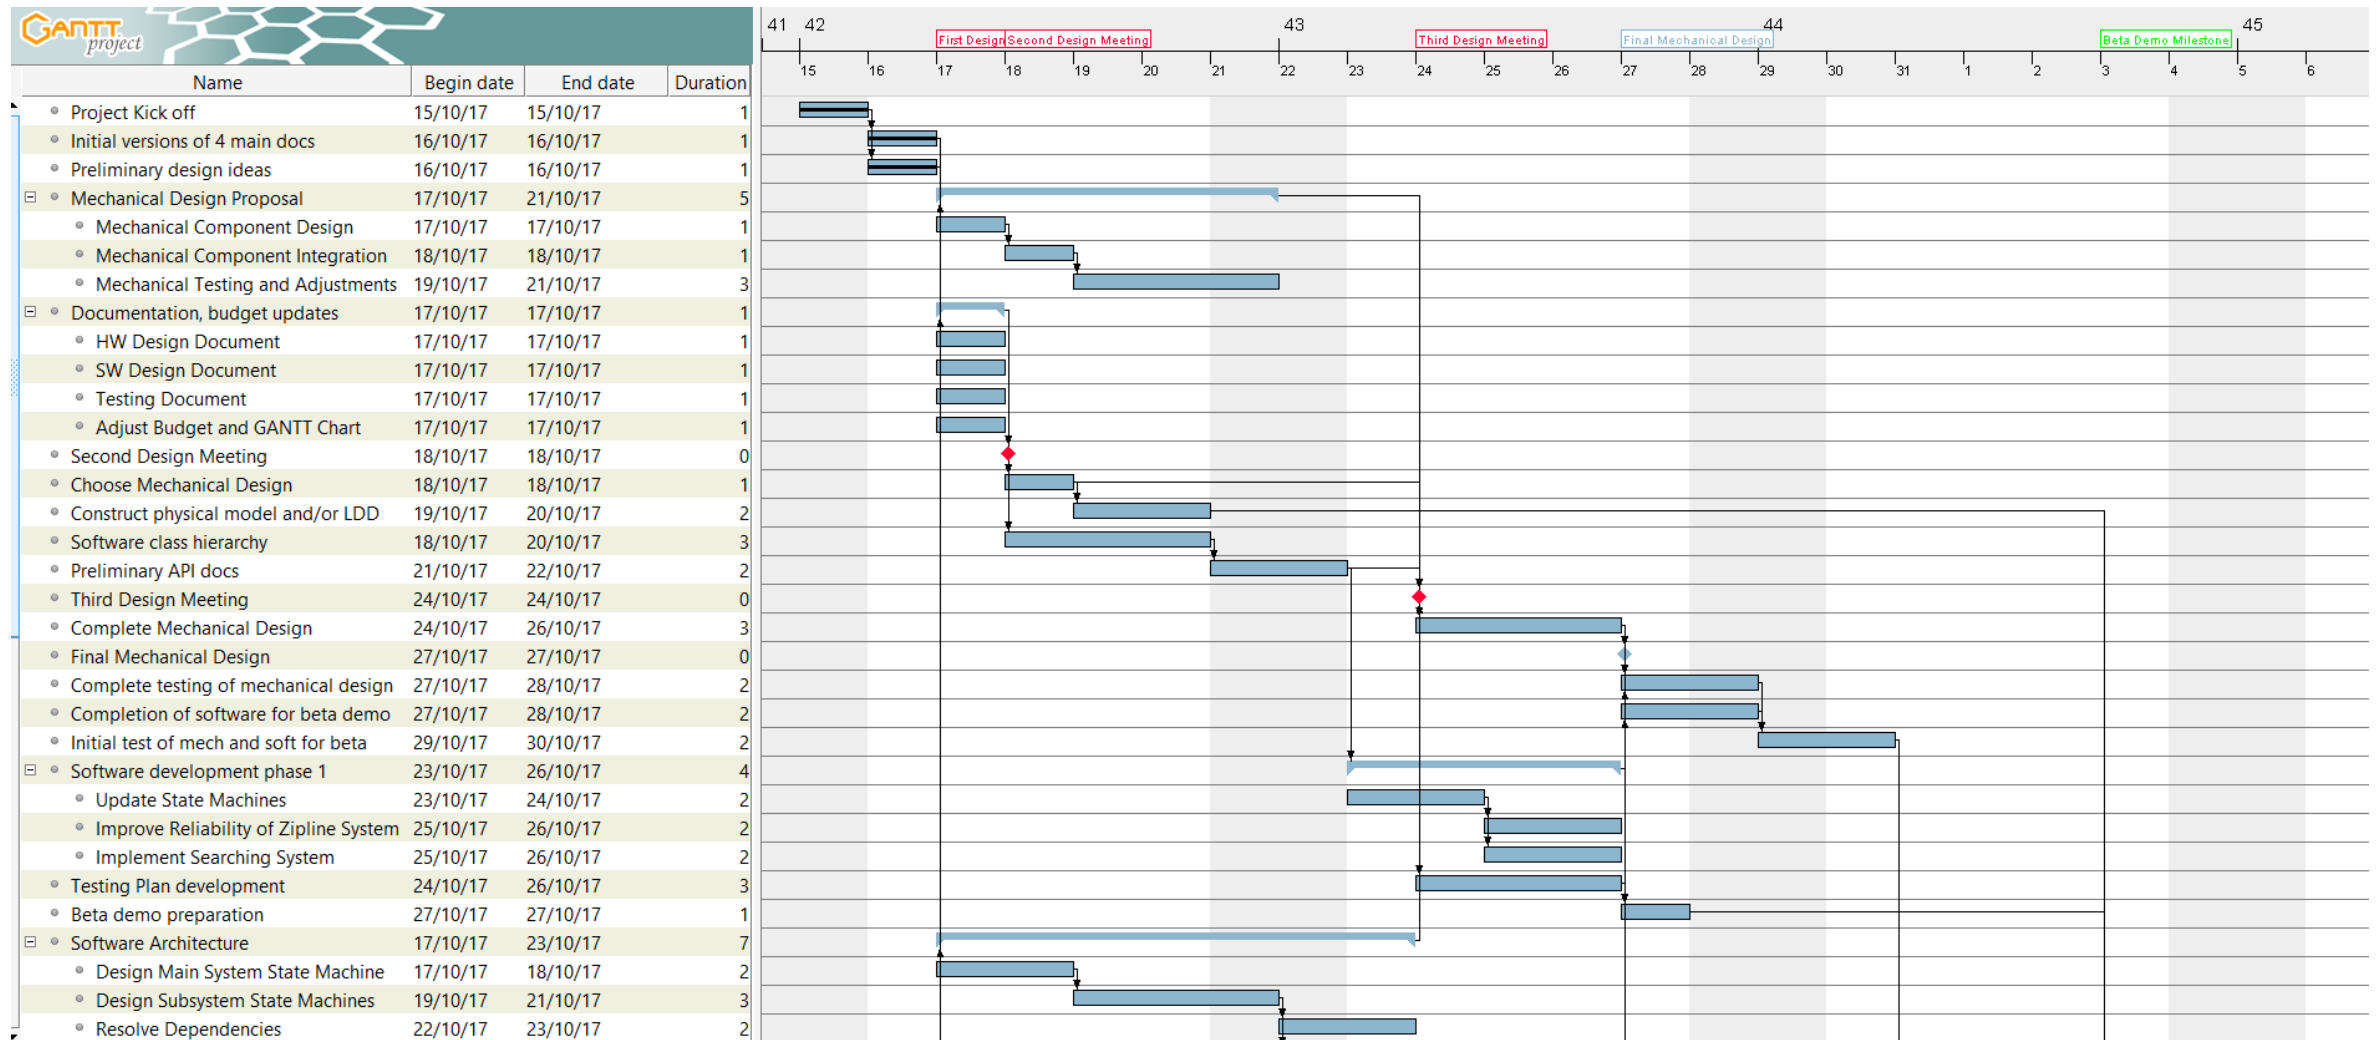 GANTT
project
41 42 43 44 45
First Design Second Design Meeting Third Design Meeting Final Mechanical Design Beta Demo Milestone
15 16 17 18 19 20 21 22 23 24 25 26 27 28 29 30 31 1 2 3 4 5 6
Name Begin date End date Duration
Project Kick off 15/10/17 15/10/17 1
Initial versions of 4 main docs 16/10/17 16/10/17 1
Preliminary design ideas 16/10/17 16/10/17 1
Mechanical Design Proposal 17/10/17 21/10/17 5
Mechanical Component Design 17/10/17 17/10/17 1
Mechanical Component Integration 18/10/17 18/10/17 1
Mechanical Testing and Adjustments 19/10/17 21/10/17 3
Documentation, budget updates 17/10/17 17/10/17 1
HW Design Document 17/10/17 17/10/17 1
SW Design Document 17/10/17 17/10/17 1
Testing Document 17/10/17 17/10/17 1
Adjust Budget and GANTT Chart 17/10/17 17/10/17 1
Second Design Meeting 18/10/17 18/10/17 0
Choose Mechanical Design 18/10/17 18/10/17 1
Construct physical model and/or LDD 19/10/17 20/10/17 2
Software class hierarchy 18/10/17 20/10/17 3
Preliminary API docs 21/10/17 22/10/17 2
Third Design Meeting 24/10/17 24/10/17 0
Complete Mechanical Design 24/10/17 26/10/17 3
Final Mechanical Design 27/10/17 27/10/17 0
Complete testing of mechanical design 27/10/17 28/10/17 2
Completion of software for beta demo 27/10/17 28/10/17 2
Initial test of mech and soft for beta 29/10/17 30/10/17 2
Software development phase 1 23/10/17 26/10/17 4
Update State Machines 23/10/17 24/10/17 2
Improve Reliability of Zipline System 25/10/17 26/10/17 2
Implement Searching System 25/10/17 26/10/17 2
Testing Plan development 24/10/17 26/10/17 3
Beta demo preparation 27/10/17 27/10/17 1
Software Architecture 17/10/17 23/10/17 7
Design Main System State Machine 17/10/17 18/10/17 2
Design Subsystem State Machines 19/10/17 21/10/17 3
Resolve Dependencies 22/10/17 23/10/17 2